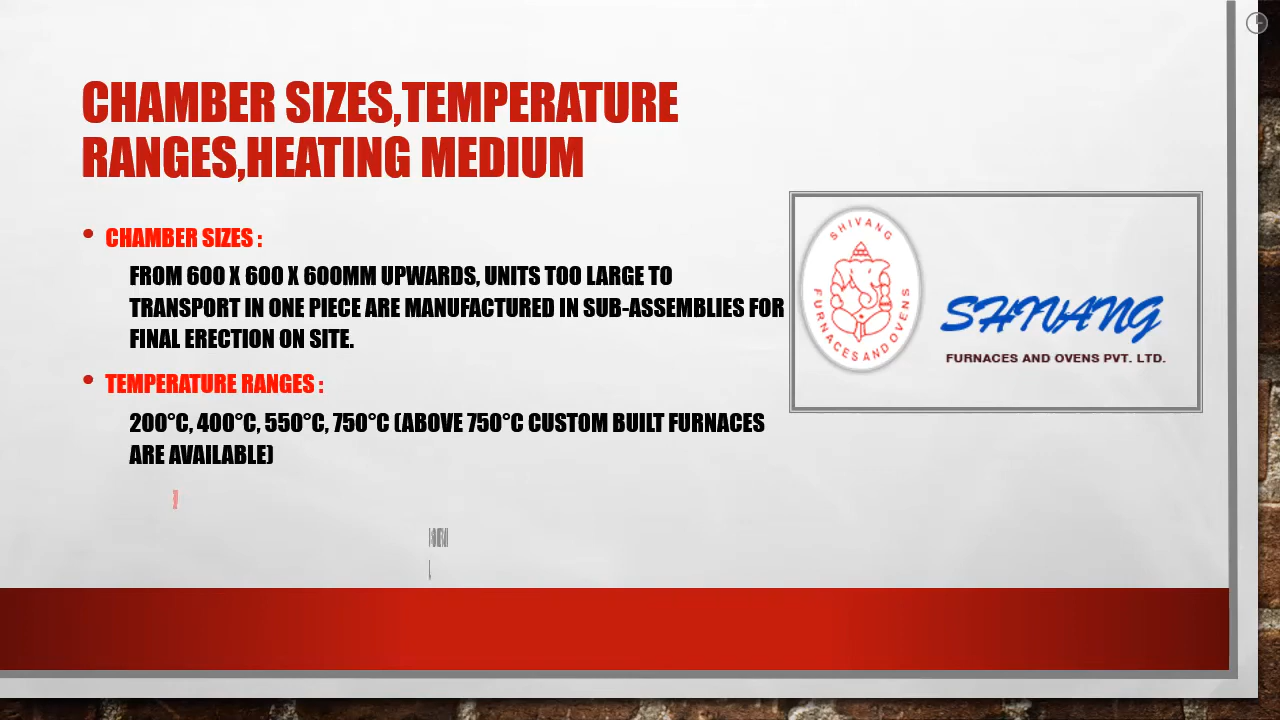 CHAMBER SIZES,TEMPERATURE
RANGES,HEATING MEDIUM
• CHAMBER SIZES :
FROM 600 X 600 X 600MM UPWARDS, UNITS TOO LARGE TO
TRANSPORT IN ONE PIECE ARE MANUFACTURED IN SUB-ASSEMBLIES FOR
FINAL ERECTION ON SITE.
• TEMPERATURE RANGES :
200°C, 400°C, 550°C, 750°C (ABOVE 750°C CUSTOM BUILT FURNACES
ARE AVAILABLE)
SHIVANG
FURNACES AND OVENS
SHIVANG
FURNACES AND OVENS PVT. LTD.